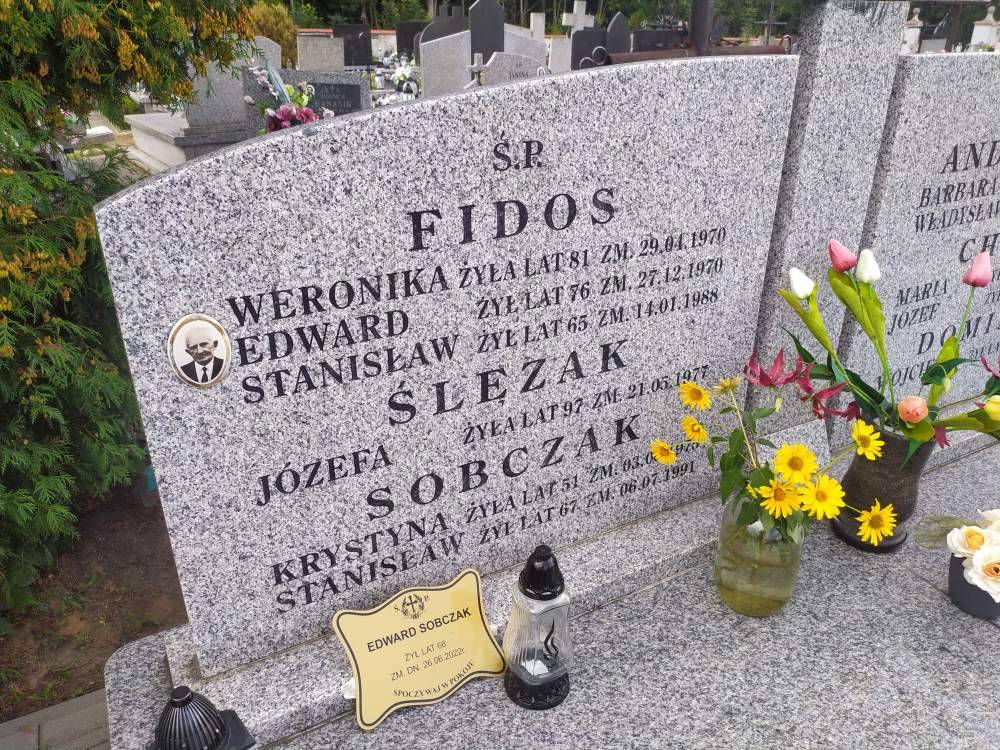 Ś.P.
FIDOS
WERONIKA ŻYŁA LAT 81 ZM. 29.04.1970
EDWARD ŻYŁ LAT 76 ZM. 27.12.1970
STANISŁAW ŻYŁ LAT 65 ZM. 14.01.1988
ŚLĘZAK
JÓZEFA ŻYŁA LAT 97 ZM. 21.05.1977
SOBCZAK
KRYSTYNA ŻYŁA LAT 51 ZM.
STANISŁAW ŻYŁ LAT 67 ZM. 06.07.1991
Ś. P.
EDWARD SOBCZAK
ŻYŁ LAT 68
ZM. DN. 26.06.2022r.
SPOCZYWAJ W POKOJU
BARBARA
WŁADYSŁAW
MARIA
JÓZEF
JANINA